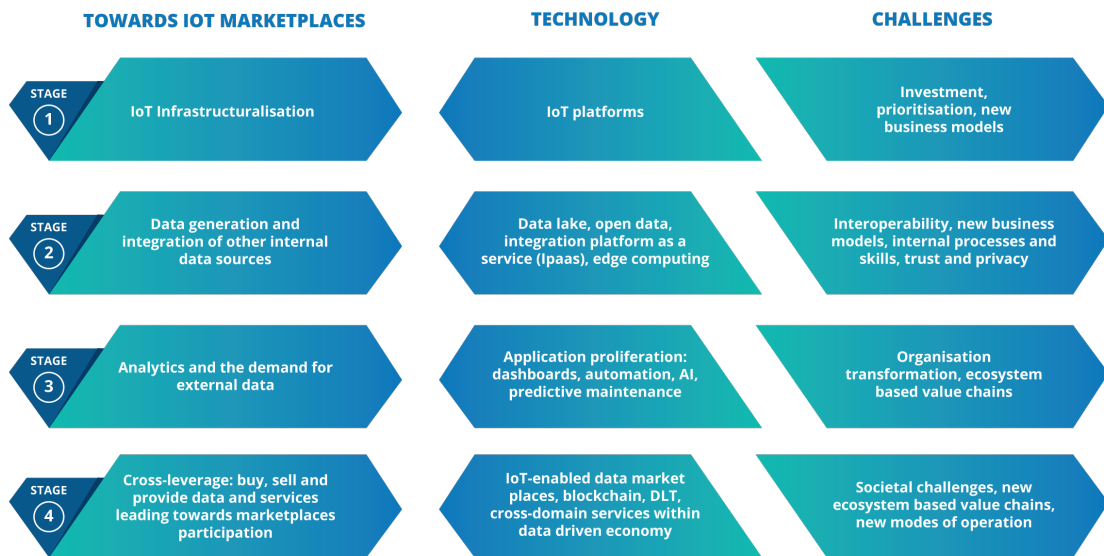 TOWARDS IOT MARKETPLACES
TECHNOLOGY
CHALLENGES
STAGE
1
IoT Infrastructuralisation
IoT platforms
Investment,
prioritisation, new
business models
STAGE
2
Data generation and
integration of other internal
data sources
Data lake, open data,
integration platform as a
service (Ipaas), edge computing
Interoperability, new business
models, internal processes and
skills, trust and privacy
STAGE
3
Analytics and the demand for
external data
Application proliferation:
dashboards, automation, AI,
predictive maintenance
Organisation
transformation, ecosystem
based value chains
STAGE
4
Cross-leverage: buy, sell and
provide data and services
leading towards marketplaces
participation
IoT-enabled data market
places, blockchain, DLT,
cross-domain services within
data driven economy
Societal challenges, new
ecosystem based value chains,
new modes of operation